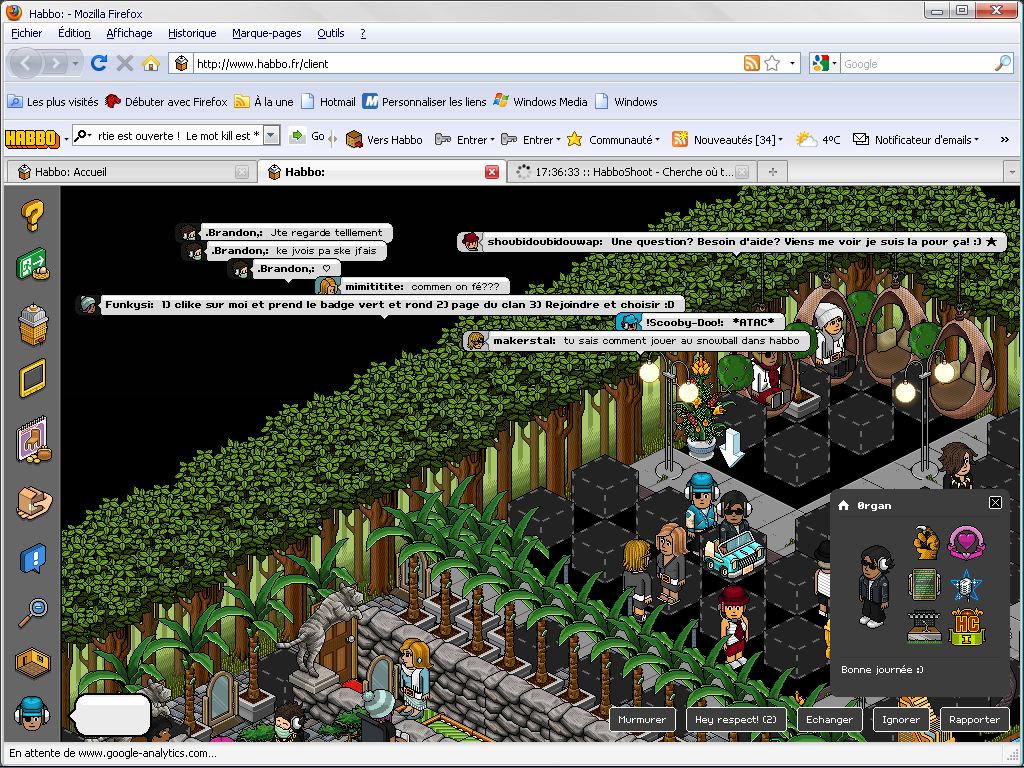 Habbo: - Mozilla Firefox
Fichier Édition Affichage Historique Marque-pages Outils ?
http://www.habbo.fr/client
Google
Les plus visités Débuter avec Firefox À la une Hotmail Personnaliser les liens Windows Media Windows
HABBO rtie est ouverte ! Le mot kill est * Go Vers Habbo Entrer Entrer Communauté Nouveautés [34] 4°C Notificateur d'emails »
Habbo: Accueil
Habbo:
17:36:33 :: HabboShoot - Cherche où t...
.Brandon,: Jte regarde telllement
shoubidoubidouwap: Une question? Besoin d'aide? Viens me voir je suis la pour ça! :) ★
.Brandon,: ke jvois pa ske jfais
.Brandon,: ♡
mimititite: commen on fé???
Funkysi: 1) clike sur moi et prend le badge vert et rond 2) page du clan 3) Rejoindre et choisir :D
!Scooby-Doo!: *ATAC*
makerstal: tu sais comment jouer au snowball dans habbo
0rgan
HC
I
Bonne journée :)
Murmurer
Hey respect! (2)
Echanger
Ignorer
Rapporter
En attente de www.google-analytics.com...